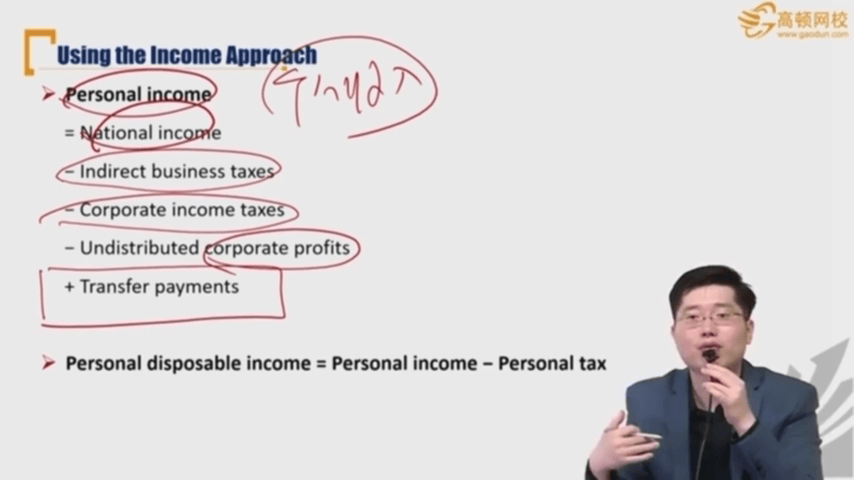 高顿网校
www.gaodun.com
Using the Income Approach
Personal income
= National income
− Indirect business taxes
− Corporate income taxes
− Undistributed corporate profits
+ Transfer payments
Personal disposable income = Personal income − Personal tax